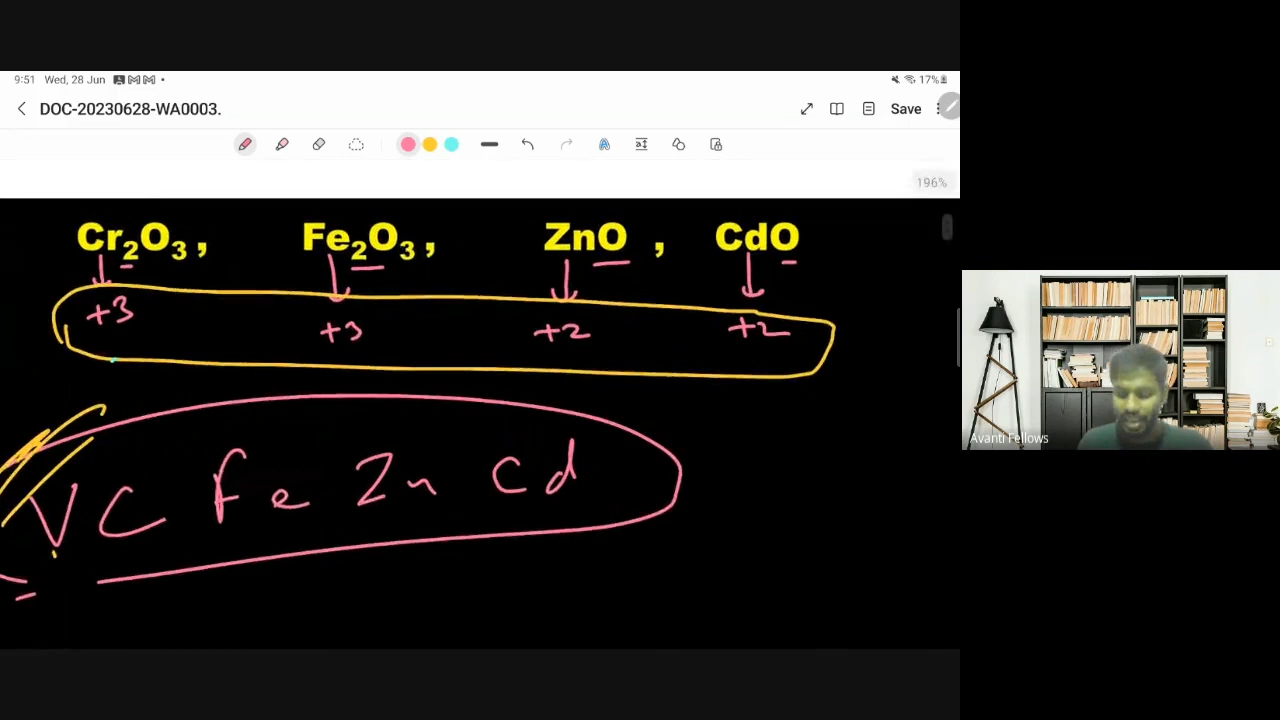 9:51 Wed, 28 Jun
17%
DOC-20230628-WA0003.
Save
196%
Cr₂O₃ , Fe₂O₃ , ZnO , CdO
+3 +3 +2 +2
V C Fe Zn Cd
Avanti Fellows